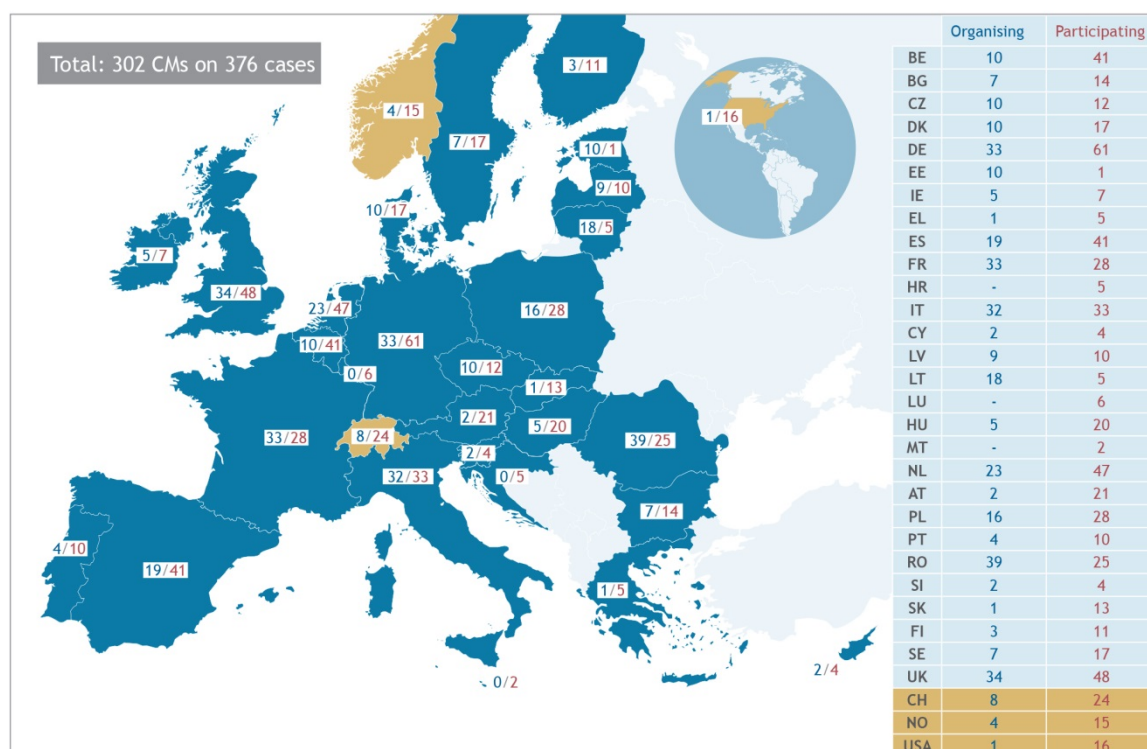 Total: 302 CMs on 376 cases
3/11
4/15
1/16
7/17
10/1
9/10
10/17
18/5
5/7
34/48
23/47
16/28
10/41
33/61
10/12
0/6
1/13
2/21
33/28
8/24
5/20
39/25
2/4
32/33
0/5
7/14
4/10
19/41
1/5
2/4
0/2
Organising Participating
BE 10 41
BG 7 14
CZ 10 12
DK 10 17
DE 33 61
EE 10 1
IE 5 7
EL 1 5
ES 19 41
FR 33 28
HR - 5
IT 32 33
CY 2 4
LV 9 10
LT 18 5
LU - 6
HU 5 20
MT - 2
NL 23 47
AT 2 21
PL 16 28
PT 4 10
RO 39 25
SI 2 4
SK 1 13
FI 3 11
SE 7 17
UK 34 48
CH 8 24
NO 4 15
USA 1 16